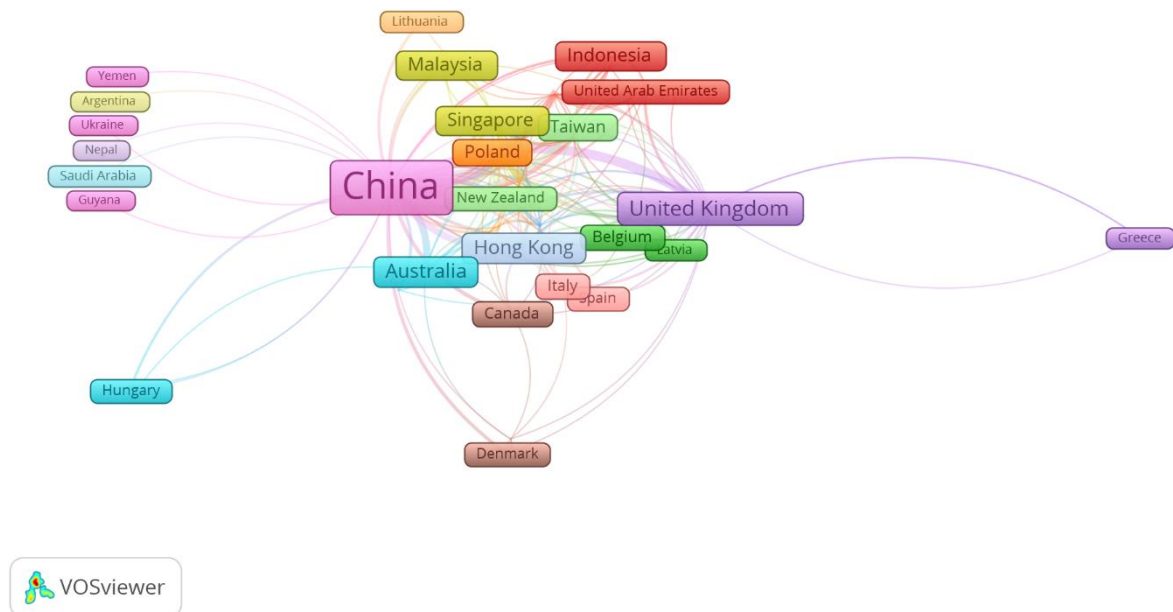 Lithuania
Indonesia
Malaysia
Yemen
United Arab Emirates
Argentina
Singapore
Ukraine
Taiwan
Nepal
Poland
Saudi Arabia
China
New Zealand
Guyana
United Kingdom
Belgium
Greece
Hong Kong
Latvia
Australia
Italy
Spain
Canada
Hungary
Denmark
VOSviewer